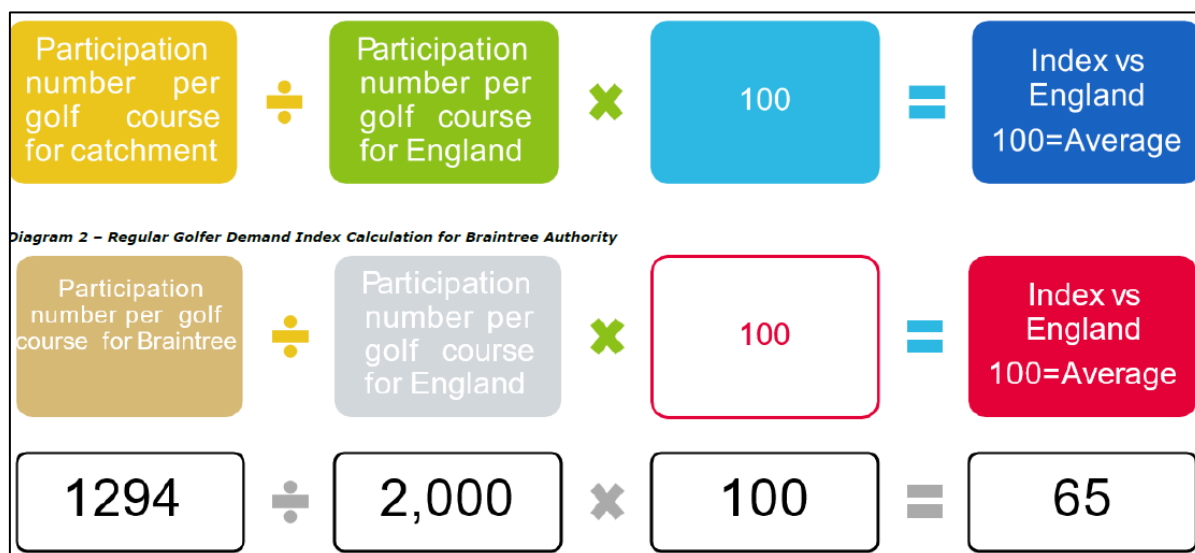 Participation
number per
golf course
for catchment
÷
Participation
number per
golf course
for England
×
100
=
Index vs
England
100=Average
Diagram 2 – Regular Golfer Demand Index Calculation for Braintree Authority
Participation
number per golf
course for Braintree
÷
Participation
number per
golf course
for England
×
100
=
Index vs
England
100=Average
1294 ÷ 2,000 × 100 = 65